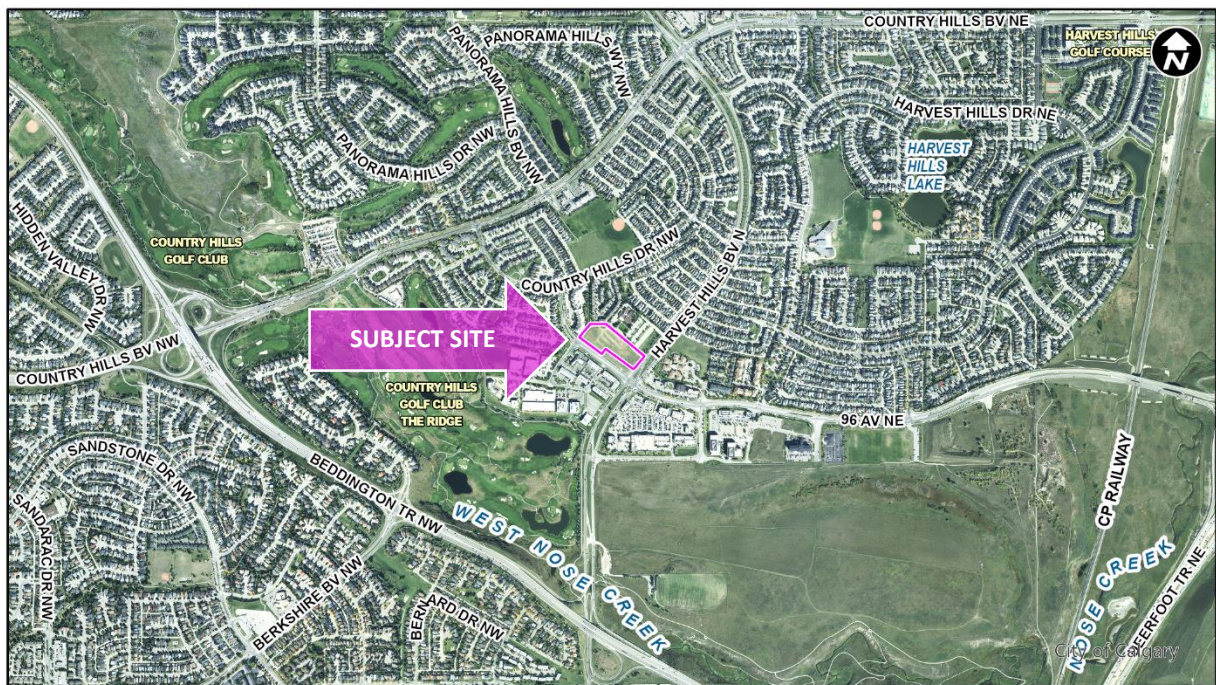 COUNTRY HILLS BV NE
HARVEST HILLS
GOLF COURSE
N
PANORAMA HILLS WY NW
PANORAMA HILLS BV NW
PANORAMA HILLS DR NW
HARVEST HILLS DR NE
HARVEST
HILLS
LAKE
HIDDEN VALLEY DR NW
COUNTRY HILLS
GOLF CLUB
COUNTRY HILLS DR NW
HARVEST HILLS BV N
SUBJECT SITE
COUNTRY HILLS BV NW
COUNTRY HILLS
GOLF CLUB
THE RIDGE
96 AV NE
SANDSTONE DR NW
BEDDINGTON TR NW
SANDARAC DR NW
WEST NOSE CREEK
CP RAILWAY
NOSE CREEK
BERKSHIRE BV NW
BERN ARD DR NW
DEERFOOT TR NE
City of Calgary